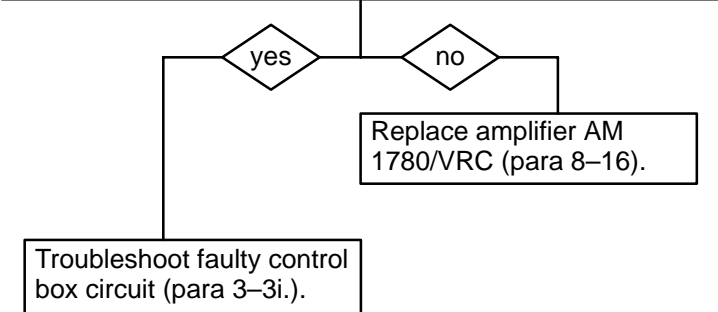 yes
no
Replace amplifier AM
1780/VRC (para 8–16).
Troubleshoot faulty control
box circuit (para 3–3i.).